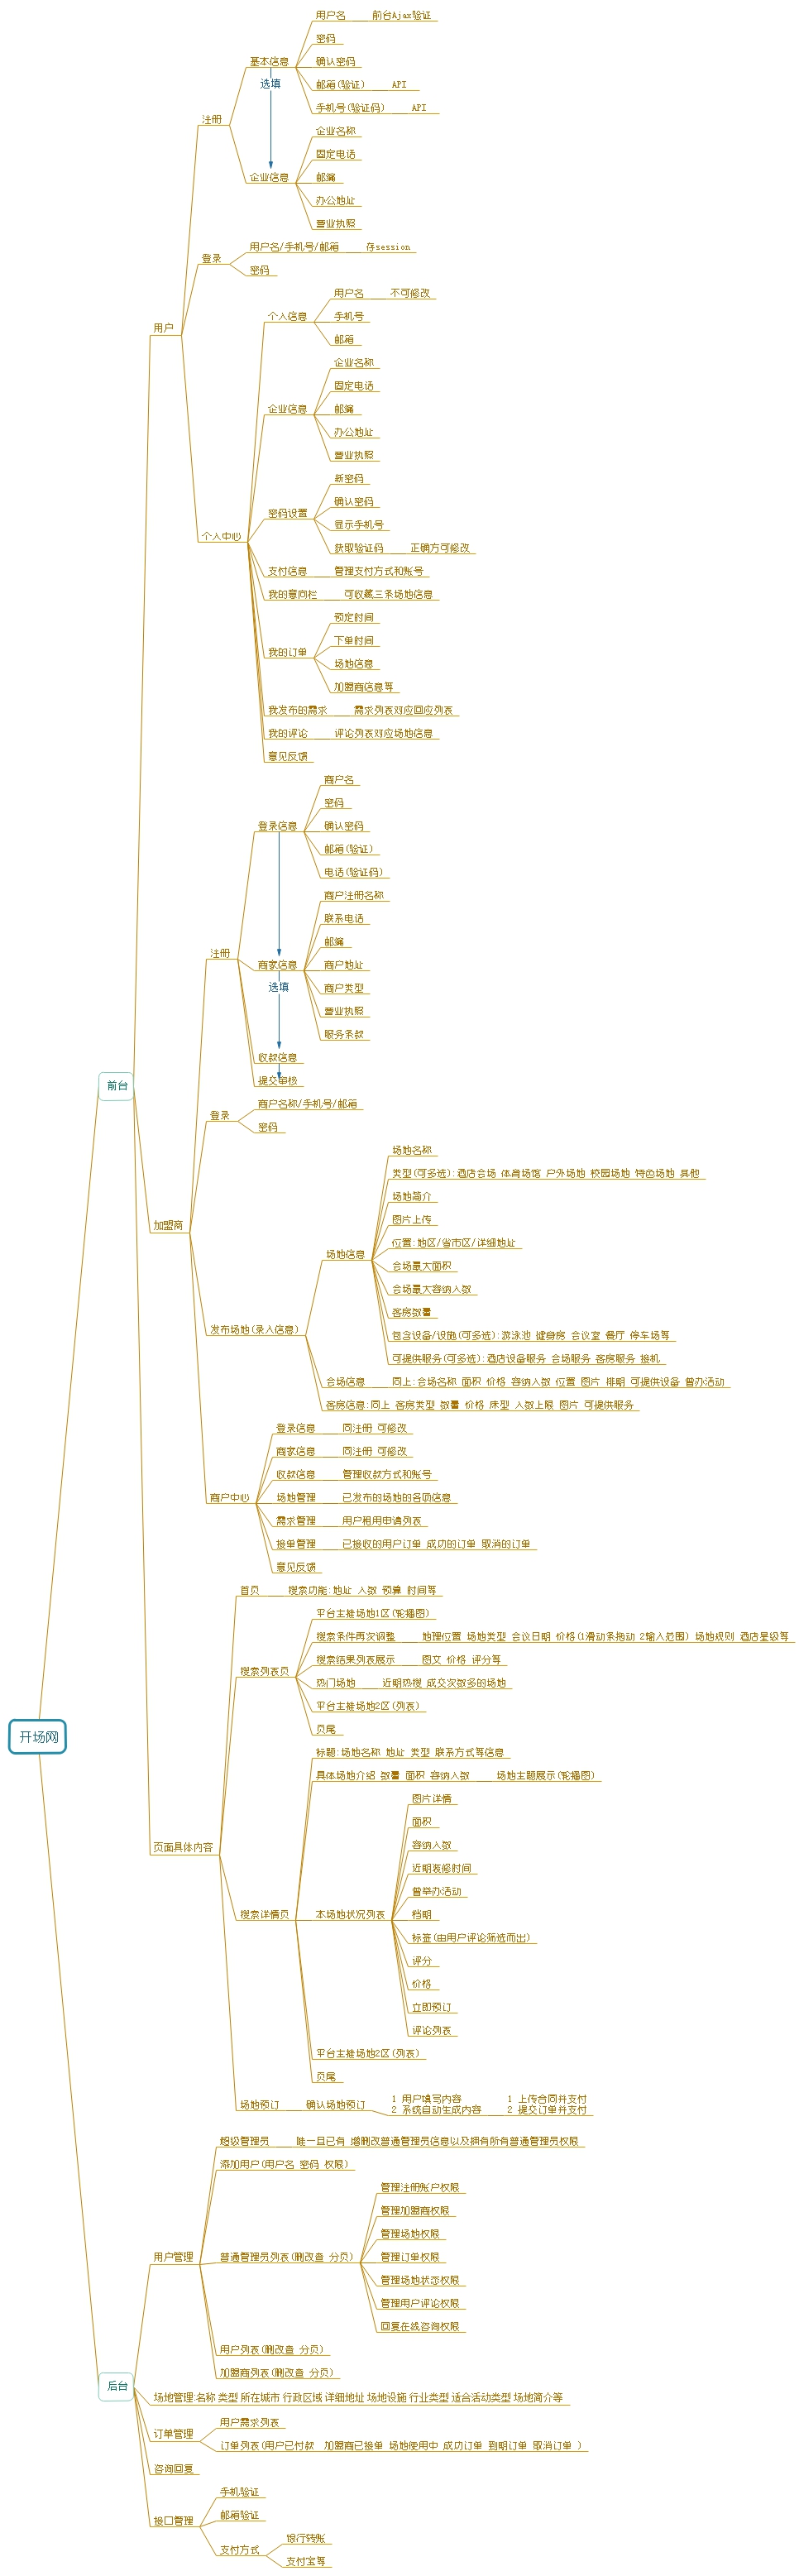 用户名 前台Ajax验证
密码
基本信息
确认密码
选填
邮箱(验证) API
手机号(验证码) API
注册
企业名称
固定电话
企业信息
邮编
办公地址
营业执照
用户名/手机号/邮箱 存session
登录
密码
用户名 不可修改
个人信息
手机号
用户
邮箱
企业名称
固定电话
企业信息
邮编
办公地址
营业执照
新密码
确认密码
密码设置
显示手机号
个人中心
获取验证码 正确方可修改
支付信息 管理支付方式和账号
我的意向栏 可收藏三条场地信息
预定时间
下单时间
我的订单
场地信息
加盟商信息等
我发布的需求 需求列表对应回应列表
我的评论 评论列表对应场地信息
意见反馈
商户名
密码
登录信息
确认密码
邮箱(验证)
电话(验证码)
商户注册名称
联系电话
邮编
注册
商家信息
商户地址
选填
商户类型
营业执照
服务条款
收款信息
提交审核
前台
商户名称/手机号/邮箱
登录
密码
场地名称
类型(可多选):酒店会场 体育场馆 户外场地 校园场地 特色场地 其他
场地简介
图片上传
加盟商
位置:地区/省市区/详细地址
场地信息
会场最大面积
会场最大容纳人数
客房数量
发布场地(录入信息)
包含设备/设施(可多选):游泳池 健身房 会议室 餐厅 停车场等
可提供服务(可多选):酒店设备服务 会场服务 客房服务 接机
会场信息 同上:会场名称 面积 价格 容纳人数 位置 图片 排期 可提供设备 曾办活动
客房信息:同上 客房类型 数量 价格 床型 人数上限 图片 可提供服务
登录信息 同注册 可修改
商家信息 同注册 可修改
收款信息 管理收款方式和账号
商户中心
场地管理 已发布的场地的各项信息
需求管理 用户租用申请列表
接单管理 已接收的用户订单 成功的订单 取消的订单
意见反馈
首页 搜索功能:地址 人数 预算 时间等
平台主推场地1区(轮播图)
搜索条件再次调整 地理位置 场地类型 会议日期 价格(1滑动条拖动 2输入范围) 场地规则 酒店星级等
搜索结果列表展示 图文 价格 评分等
搜索列表页
热门场地 近期热搜 成交次数多的场地
平台主推场地2区(列表)
页尾
开场网
标题:场地名称 地址 类型 联系方式等信息
具体场地介绍 数量 面积 容纳人数 场地主题展示(轮播图)
图片详情
面积
页面具体内容
容纳人数
近期装修时间
曾举办活动
搜索详情页
本场地状况列表
档期
标签(由用户评论筛选而出)
评分
价格
立即预订
评论列表
平台主推场地2区(列表)
页尾
场地预订 确认场地预订
1 用户填写内容 1 上传合同并支付
2 系统自动生成内容 2 提交订单并支付
超级管理员 唯一且已有 增删改普通管理员信息以及拥有所有普通管理员权限
添加用户(用户名 密码 权限)
管理注册账户权限
管理加盟商权限
管理场地权限
用户管理
普通管理员列表(删改查 分页)
管理订单权限
管理场地状态权限
管理用户评论权限
回复在线咨询权限
用户列表(删改查 分页)
加盟商列表(删改查 分页)
后台
场地管理:名称 类型 所在城市 行政区域 详细地址 场地设施 行业类型 适合活动类型 场地简介等
用户需求列表
订单管理
订单列表(用户已付款 加盟商已接单 场地使用中 成功订单 到期订单 取消订单 )
咨询回复
手机验证
邮箱验证
接口管理
银行转账
支付方式
支付宝等